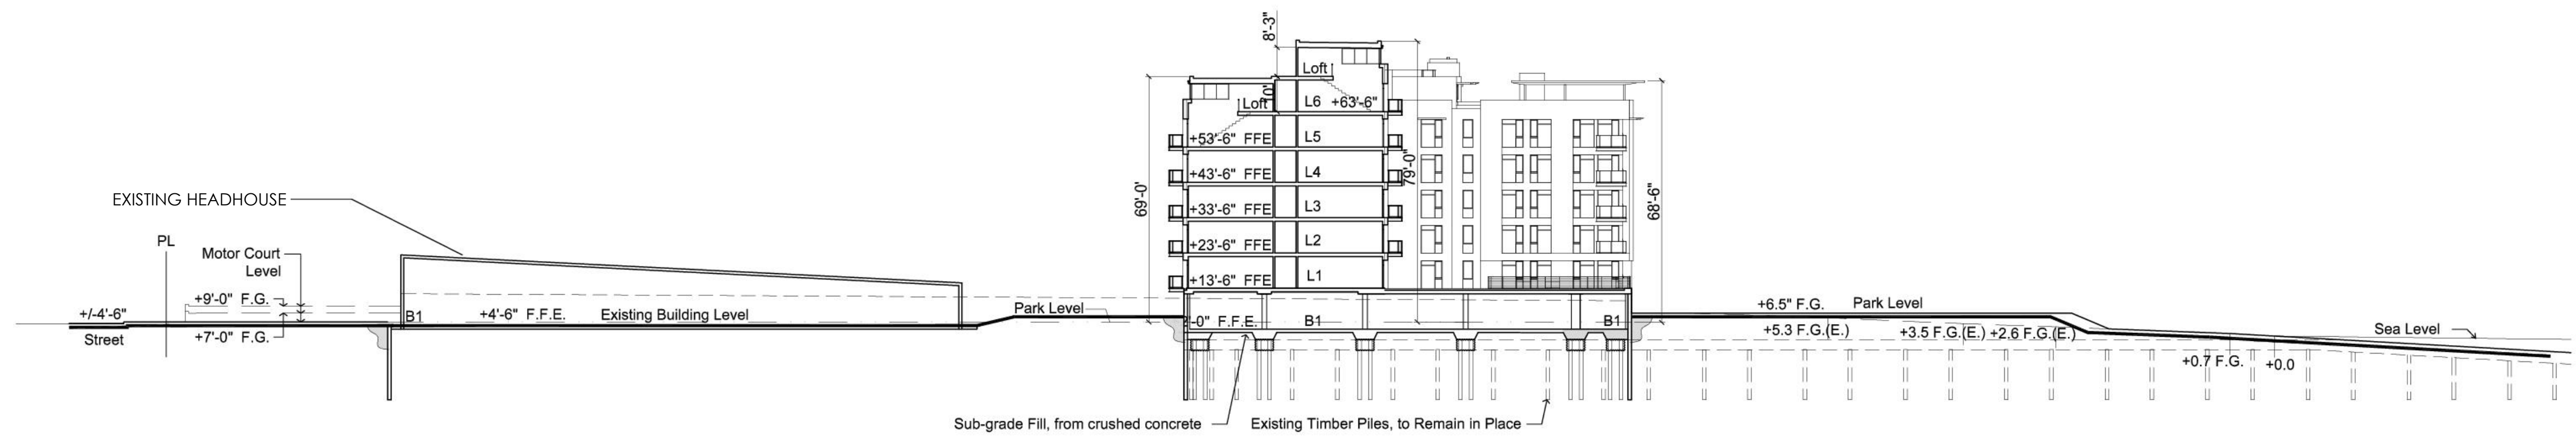 8'-3"
Loft
L6 +63'-6"
Loft
10'
+53'-6" FFE L5
+43'-6" FFE L4
79'-0"
+33'-6" FFE L3
69'-0'
68'-6"
+23'-6" FFE L2
+13'-6" FFE L1
EXISTING HEADHOUSE
PL
Motor Court
Level
+9'-0" F.G.
+/-4'-6"
Street
+7'-0" F.G.
B1
+4'-6" F.F.E.
Existing Building Level
Park Level
-0" F.F.E. B1 B1
+6.5" F.G. Park Level
+5.3 F.G.(E.) +3.5 F.G.(E.) +2.6 F.G.(E.)
Sea Level
+0.7 F.G. +0.0
Sub-grade Fill, from crushed concrete
Existing Timber Piles, to Remain in Place